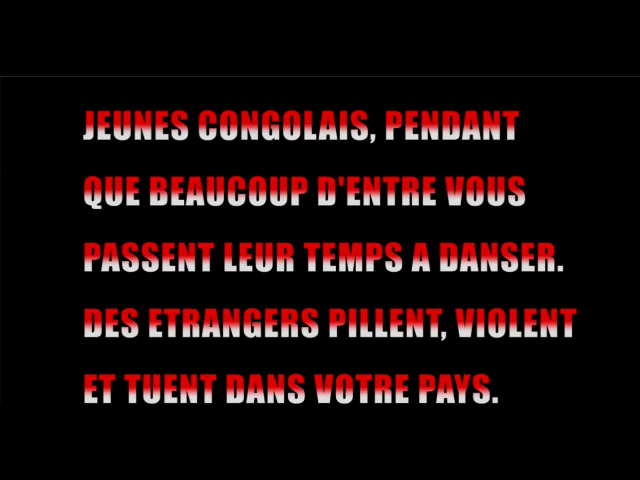 JEUNES CONGOLAIS, PENDANT
QUE BEAUCOUP D'ENTRE VOUS
PASSENT LEUR TEMPS A DANSER.
DES ETRANGERS PILLENT, VIOLENT
ET TUENT DANS VOTRE PAYS.